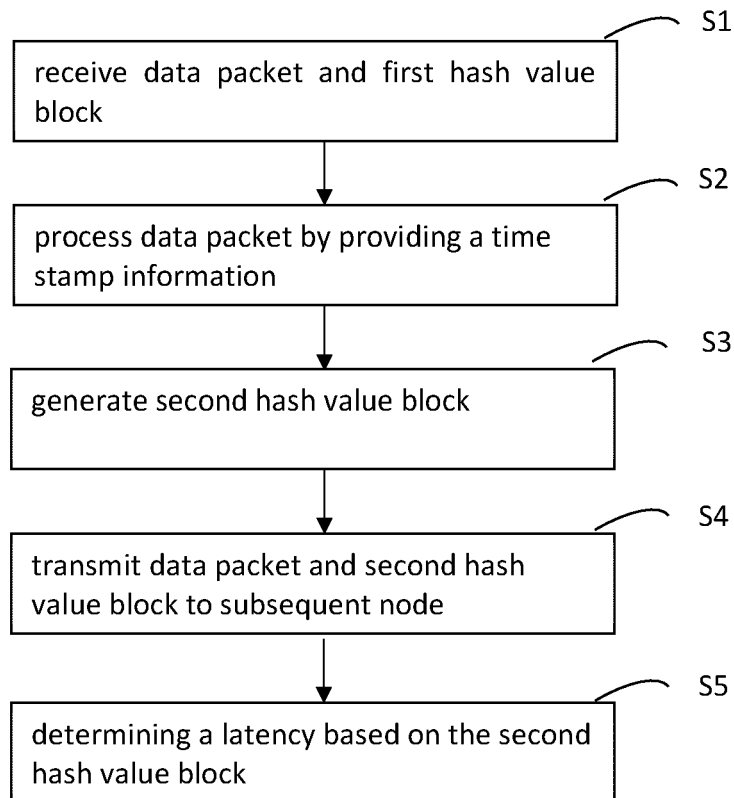 S1
receive data packet and first hash value
block
S2
process data packet by providing a time
stamp information
S3
generate second hash value block
S4
transmit data packet and second hash
value block to subsequent node
S5
determining a latency based on the second
hash value block